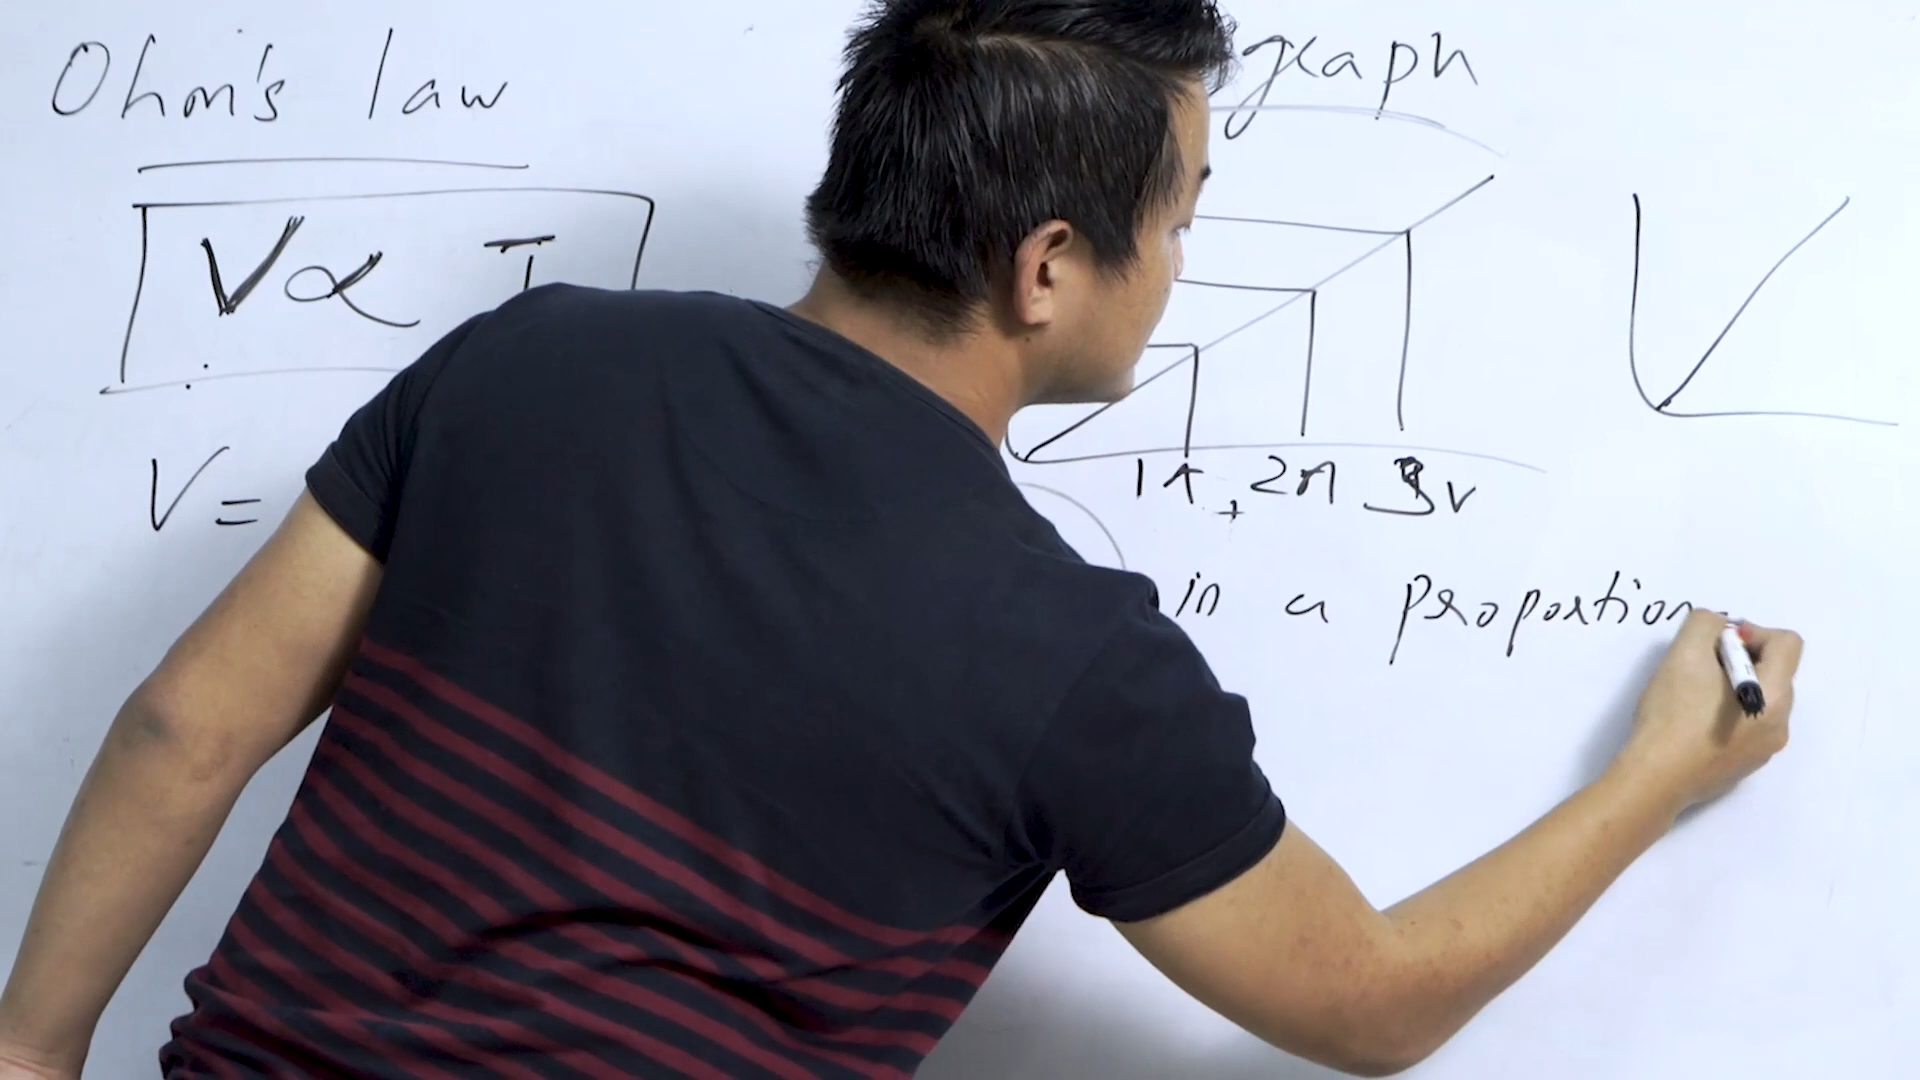 Ohm's law
graph
V ∝ I
V =
1A 2A 3V
in a proportion